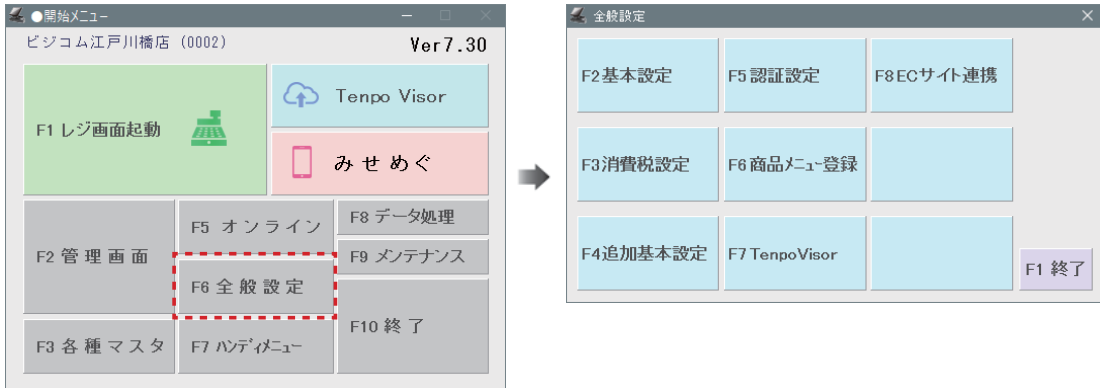 ●開始メニュー
ビジコム江戸川橋店 (0002)
Ver7.30
F1 レジ画面起動
Tenpo Visor
みせめぐ
F2 管理画面
F5 オンライン
F8 データ処理
F9 メンテナンス
F6 全般設定
F10 終了
F3 各種マスタ
F7 ハンディメニュー
全般設定
F2基本設定
F5認証設定
F8ECサイト連携
F3消費税設定
F6商品メニュー登録
F4追加基本設定
F7TenpoVisor
F1 終了